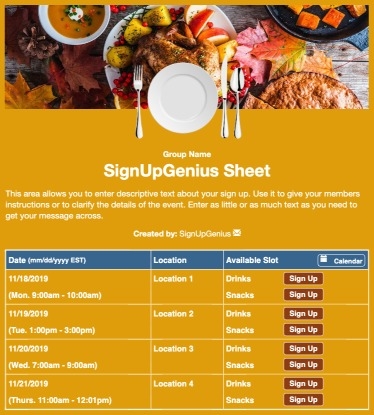 Group Name
SignUpGenius Sheet
This area allows you to enter descriptive text about your sign up. Use it to give your members
instructions or to clarify the details of the event. Enter as little or as much text as you need to
get your message across.
Created by: SignUpGenius
Date (mm/dd/yyyy EST) Location Available Slot Calendar
11/18/2019 Location 1 Drinks Sign Up
(Mon. 9:00am - 10:00am) Snacks Sign Up
11/19/2019 Location 2 Drinks Sign Up
(Tue. 1:00pm - 3:00pm) Snacks Sign Up
11/20/2019 Location 3 Drinks Sign Up
(Wed. 7:00am - 9:00am) Snacks Sign Up
11/21/2019 Location 4 Drinks Sign Up
(Thurs. 11:00am - 12:01pm) Snacks Sign Up